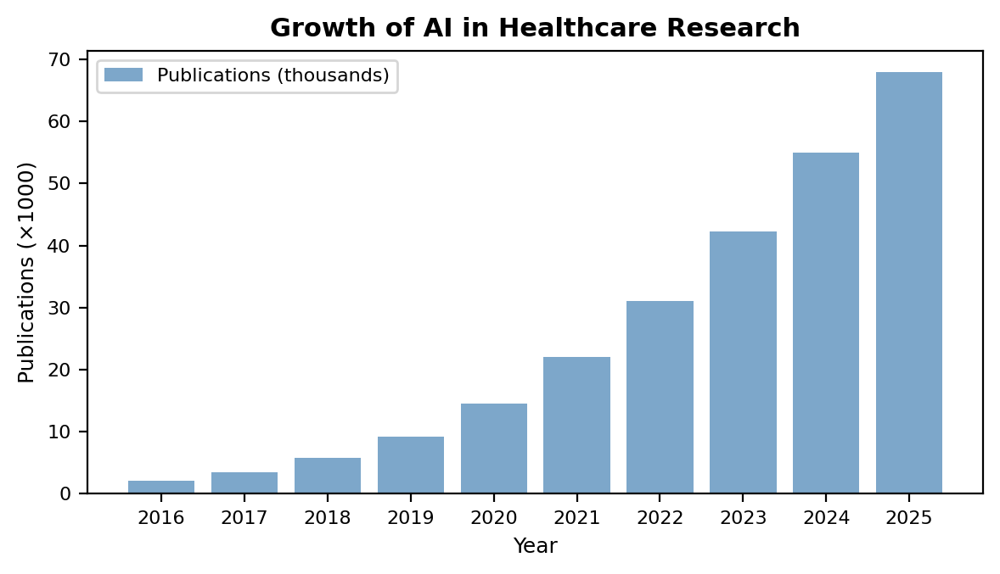 Growth of AI in Healthcare Research
Publications (thousands)
Publications (×1000)
70
60
50
40
30
20
10
0
2016 2017 2018 2019 2020 2021 2022 2023 2024 2025
Year